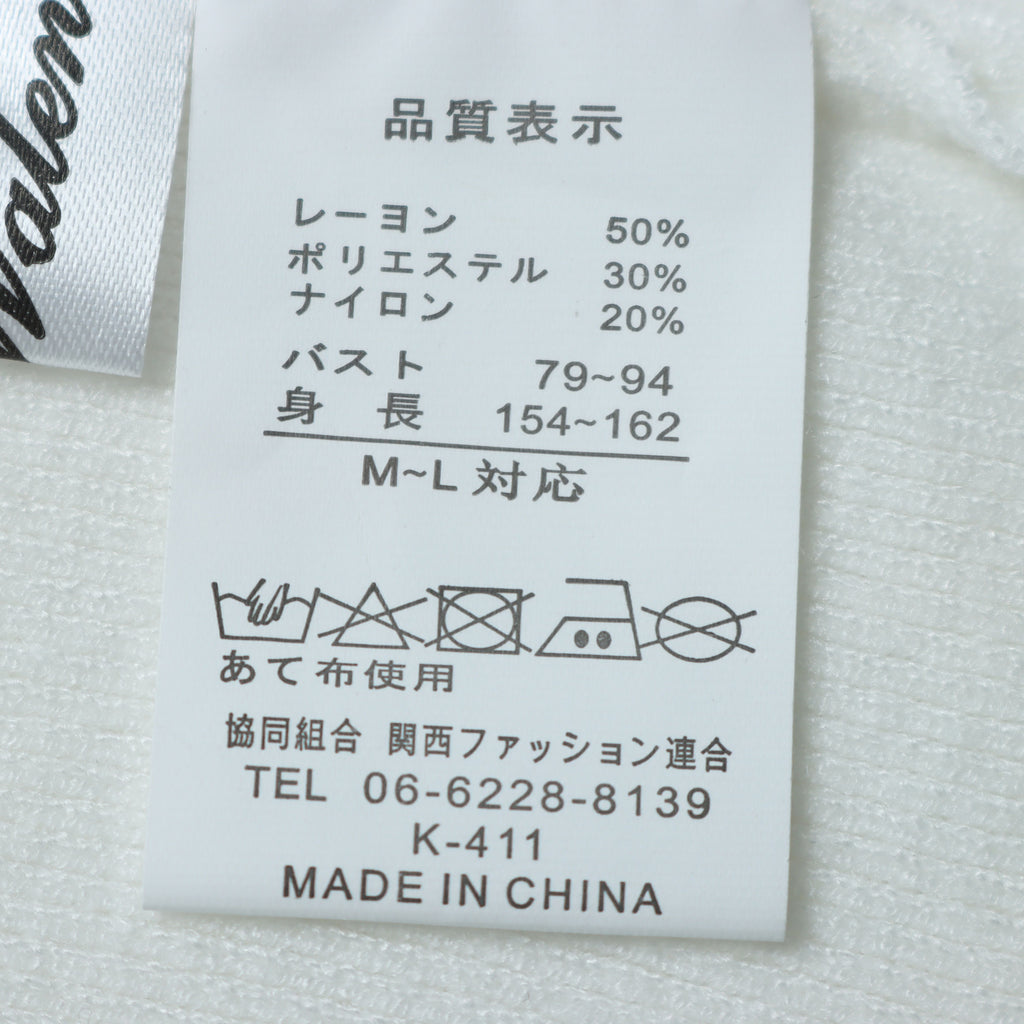 品質表示
レーヨン 50%
ポリエステル 30%
ナイロン 20%
バスト 79~94
身 長 154~162
M~L 対応
あて布使用
協同組合 関西ファッション連合
TEL 06-6228-8139
K-411
MADE IN CHINA